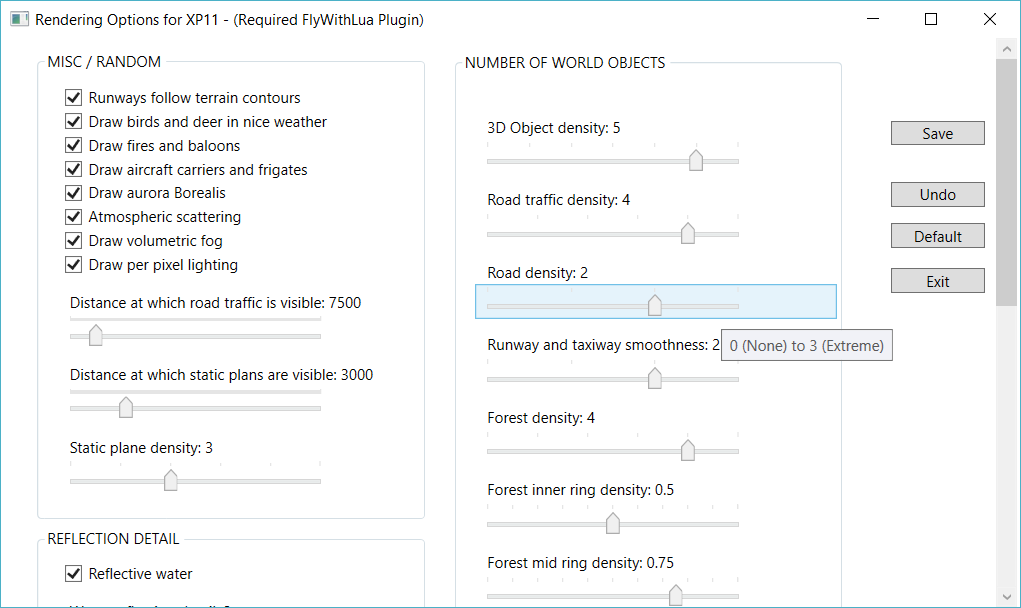 Rendering Options for XP11 - (Required FlyWithLua Plugin)
MISC / RANDOM
Runways follow terrain contours
Draw birds and deer in nice weather
Draw fires and baloons
Draw aircraft carriers and frigates
Draw aurora Borealis
Atmospheric scattering
Draw volumetric fog
Draw per pixel lighting
Distance at which road traffic is visible: 7500
Distance at which static plans are visible: 3000
Static plane density: 3
REFLECTION DETAIL
Reflective water
NUMBER OF WORLD OBJECTS
3D Object density: 5
Road traffic density: 4
Road density: 2
Runway and taxiway smoothness: 2
0 (None) to 3 (Extreme)
Forest density: 4
Forest inner ring density: 0.5
Forest mid ring density: 0.75
Save
Undo
Default
Exit